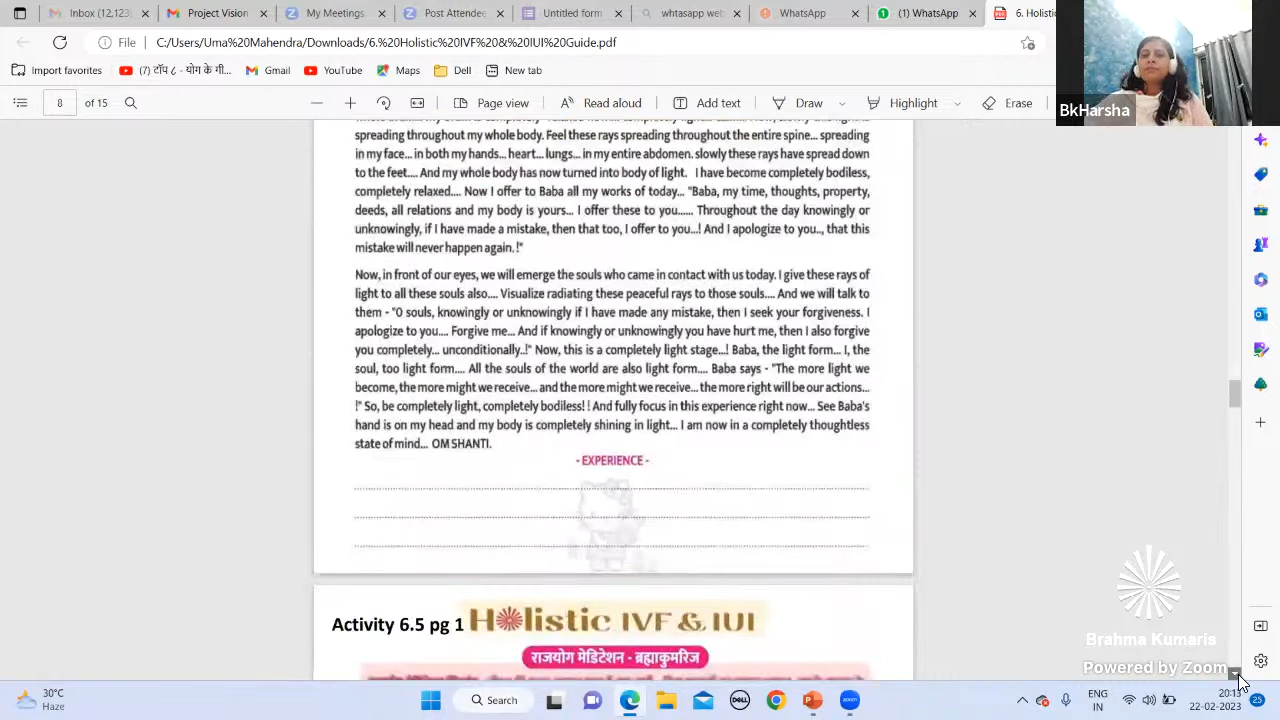 Inbox (12,123)
Project Vision
My Meetings
Post Attendee
Untitled form
whtasapp web
WhatsApp
(1) WhatsApp
6. Holisti
File C:/Users/Uma%20Mahendra/Downloads/6.%20Holistic%20IVF%20&%20IUI%20Guide.pdf
Import favorites
Gmail
YouTube
Maps
Dell
New tab
8 of 15
Page view
Read aloud
Add text
Draw
Highlight
Erase
BkHarsha
spreading throughout my whole body. Feel these rays spreading throughout the entire spine... spreading
in my face... in both my hands... heart... lungs... in my entire abdomen. slowly these rays have spread down
to the feet.... And my whole body has now turned into body of light. I have become completely bodiless,
completely relaxed.... Now I offer to Baba all my works of today... "Baba, my time, thoughts, property,
deeds, all relations and my body is yours... I offer these to you...... Throughout the day knowingly or
unknowingly, if I have made a mistake, then that too, I offer to you...! And I apologize to you.., that this
mistake will never happen again. !"
Now, in front of our eyes, we will emerge the souls who came in contact with us today. I give these rays of
light to all these souls also.... Visualize radiating these peaceful rays to those souls.... And we will talk to
them - "O souls, knowingly or unknowingly if I have made any mistake, then I seek your forgiveness. I
apologize to you.... Forgive me... And if knowingly or unknowingly you have hurt me, then I also forgive
you completely... unconditionally..!" Now, this is a completely light stage...! Baba, the light form... I, the
soul, too light form.... All the souls of the world are also light form.... Baba says - "The more light we
become, the more might we receive... and the more might we receive... the more right will be our actions...
!" So, be completely light, completely bodiless! ! And fully focus in this experience right now... See Baba's
hand is on my head and my body is completely shining in light... I am now in a completely thoughtless
state of mind... OM SHANTI.
- EXPERIENCE -
Activity 6.5 pg 1 Holistic IVF & IUI
राजयोग मेडिटेशन - ब्रह्माकुमारिज
Brahma Kumaris
Powered by Zoom
30°C
Haze
Search
ENG
IN
20:13
22-02-2023
25